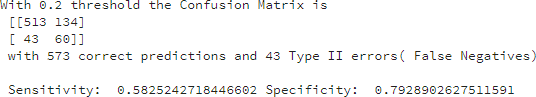 With 0.2 threshold the Confusion Matrix is
[[513 134]
[ 43 60]]
with 573 correct predictions and 43 Type II errors( False Negatives)
Sensitivity: 0.5825242718446602 Specificity: 0.7928902627511591